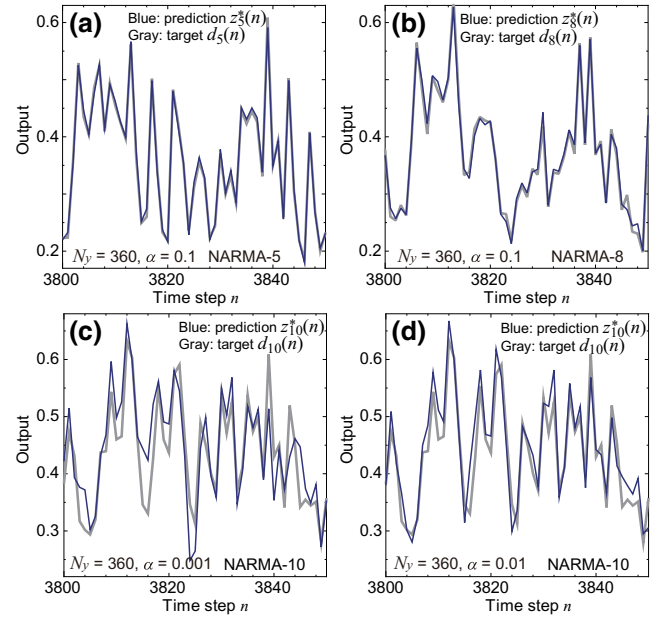 (a)
Blue: prediction z*5(n)
Gray: target d5(n)
Output
0.6
0.4
0.2
Ny = 360, α = 0.1 NARMA-5
3800 3820 3840
Time step n
(b)
Blue: prediction z*8(n)
Gray: target d8(n)
Output
0.6
0.4
0.2
Ny = 360, α = 0.1 NARMA-8
3800 3820 3840
Time step n
(c)
Blue: prediction z*10(n)
Gray: target d10(n)
Output
0.6
0.5
0.4
0.3
Ny = 360, α = 0.001 NARMA-10
3800 3820 3840
Time step n
(d)
Blue: prediction z*10(n)
Gray: target d10(n)
Output
0.6
0.5
0.4
0.3
Ny = 360, α = 0.01 NARMA-10
3800 3820 3840
Time step n